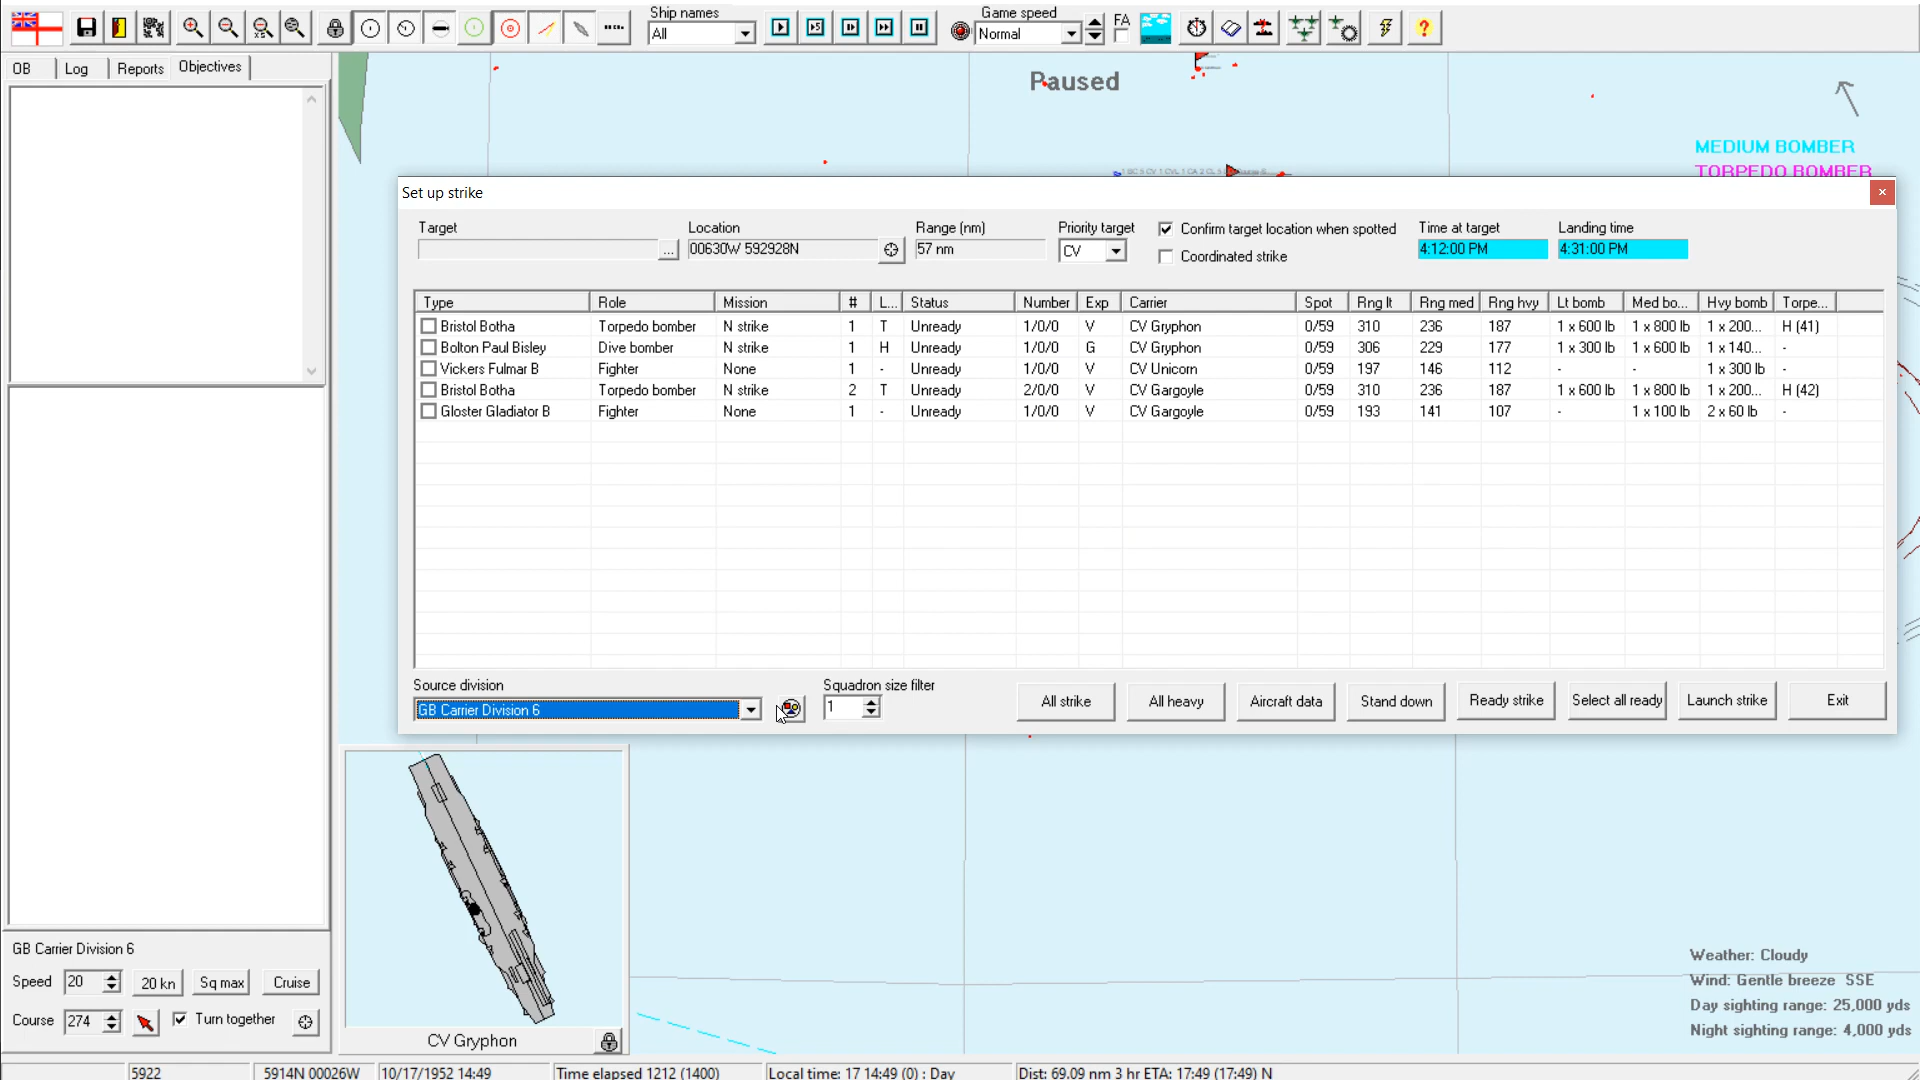 Ship names
All
Game speed
Normal
FA
OB
Log
Reports
Objectives
Paused
MEDIUM BOMBER
TORPEDO BOMBER
Set up strike
Target
Location
Range (nm)
Priority target
Confirm target location when spotted
Time at target
Landing time
...
00630W 592928N
57 nm
CV
Coordinated strike
4:12:00 PM
4:31:00 PM
Type Role Mission # L... Status Number Exp Carrier Spot Rng lt Rng med Rng hvy Lt bomb Med bo... Hvy bomb Torpe...
Bristol Botha Torpedo bomber N strike 1 T Unready 1/0/0 V CV Gryphon 0/59 310 236 187 1 x 600 lb 1 x 800 lb 1 x 200... H (41)
Bolton Paul Bisley Dive bomber N strike 1 H Unready 1/0/0 G CV Gryphon 0/59 306 229 177 1 x 300 lb 1 x 600 lb 1 x 140... -
Vickers Fulmar B Fighter None 1 - Unready 1/0/0 V CV Unicorn 0/59 197 146 112 - - 1 x 300 lb -
Bristol Botha Torpedo bomber N strike 2 T Unready 2/0/0 V CV Gargoyle 0/59 310 236 187 1 x 600 lb 1 x 800 lb 1 x 200... H (42)
Gloster Gladiator B Fighter None 1 - Unready 1/0/0 V CV Gargoyle 0/59 193 141 107 - 1 x 100 lb 2 x 60 lb -
Source division
GB Carrier Division 6
Squadron size filter
1
All strike
All heavy
Aircraft data
Stand down
Ready strike
Select all ready
Launch strike
Exit
GB Carrier Division 6
Speed 20 20 kn Sq max Cruise
Course 274 Turn together
CV Gryphon
Weather: Cloudy
Wind: Gentle breeze SSE
Day sighting range: 25,000 yds
Night sighting range: 4,000 yds
5922 5914N 00026W 10/17/1952 14:49 Time elapsed 1212 (1400) Local time: 17 14:49 (0) : Day Dist: 69.09 nm 3 hr ETA: 17:49 (17:49) N